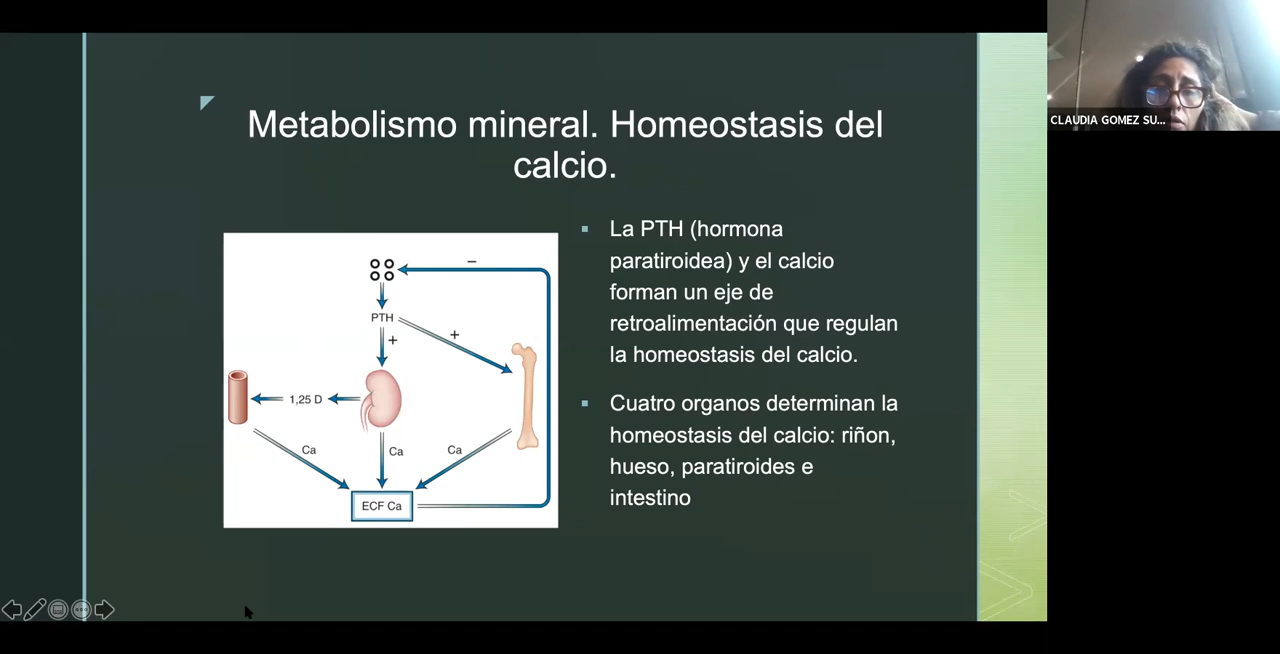 Metabolismo mineral. Homeostasis del
calcio.
−
PTH
+
+
1,25 D
Ca
Ca
Ca
ECF Ca
La PTH (hormona
paratiroidea) y el calcio
forman un eje de
retroalimentación que regulan
la homeostasis del calcio.
Cuatro organos determinan la
homeostasis del calcio: riñon,
hueso, paratiroides e
intestino
CLAUDIA GOMEZ SU...